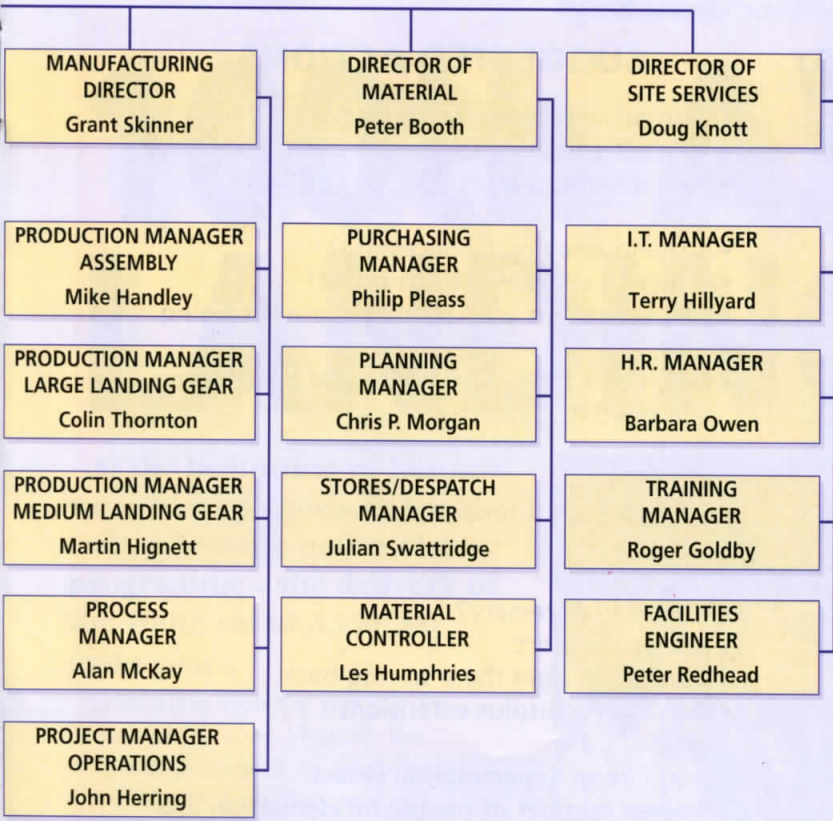 MANUFACTURING
DIRECTOR
Grant Skinner
DIRECTOR OF
MATERIAL
Peter Booth
DIRECTOR OF
SITE SERVICES
Doug Knott
PRODUCTION MANAGER
ASSEMBLY
Mike Handley
PURCHASING
MANAGER
Philip Pleass
I.T. MANAGER
Terry Hillyard
PRODUCTION MANAGER
LARGE LANDING GEAR
Colin Thornton
PLANNING
MANAGER
Chris P. Morgan
H.R. MANAGER
Barbara Owen
PRODUCTION MANAGER
MEDIUM LANDING GEAR
Martin Hignett
STORES/DESPATCH
MANAGER
Julian Swattridge
TRAINING
MANAGER
Roger Goldby
PROCESS
MANAGER
Alan McKay
MATERIAL
CONTROLLER
Les Humphries
FACILITIES
ENGINEER
Peter Redhead
PROJECT MANAGER
OPERATIONS
John Herring